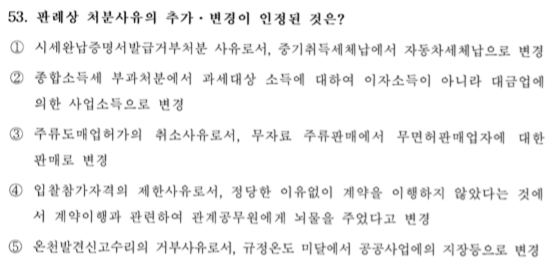 53. 판례상 처분사유의 추가·변경이 인정된 것은?
① 시세완납증명서발급거부처분 사유로서, 중기취득세체납에서 자동차세체납으로 변경
② 종합소득세 부과처분에서 과세대상 소득에 대하여 이자소득이 아니라 대금업에
의한 사업소득으로 변경
③ 주류도매업허가의 취소사유로서, 무자료 주류판매에서 무면허판매업자에 대한
판매로 변경
④ 입찰참가자격의 제한사유로서, 정당한 이유없이 계약을 이행하지 않았다는 것에
서 계약이행과 관련하여 관계공무원에게 뇌물을 주었다고 변경
⑤ 온천발견신고수리의 거부사유로서, 규정온도 미달에서 공공사업에의 지장등으로 변경